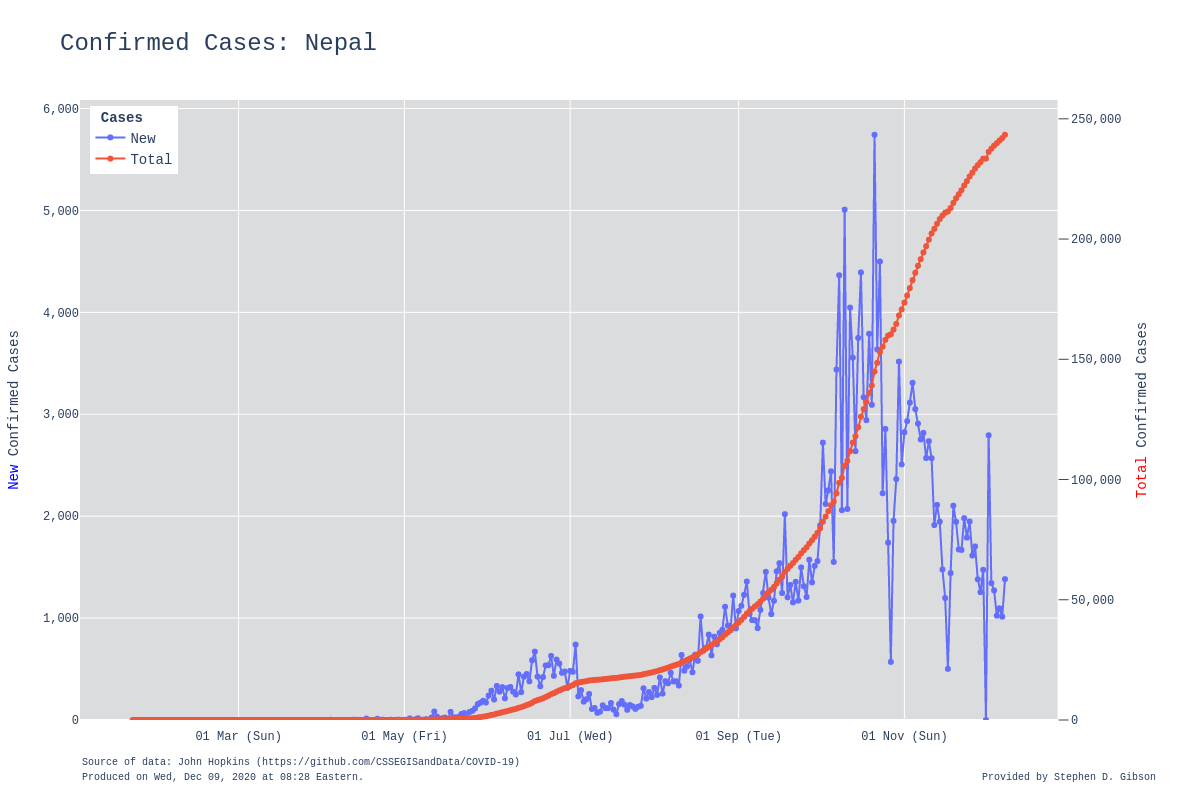 Confirmed Cases: Nepal
Cases
New
Total
6,000
5,000
4,000
3,000
2,000
1,000
0
New Confirmed Cases
250,000
200,000
150,000
100,000
50,000
0
Total Confirmed Cases
01 Mar (Sun)
01 May (Fri)
01 Jul (Wed)
01 Sep (Tue)
01 Nov (Sun)
Source of data: John Hopkins (https://github.com/CSSEGISandData/COVID-19)
Produced on Wed, Dec 09, 2020 at 08:28 Eastern.
Provided by Stephen D. Gibson